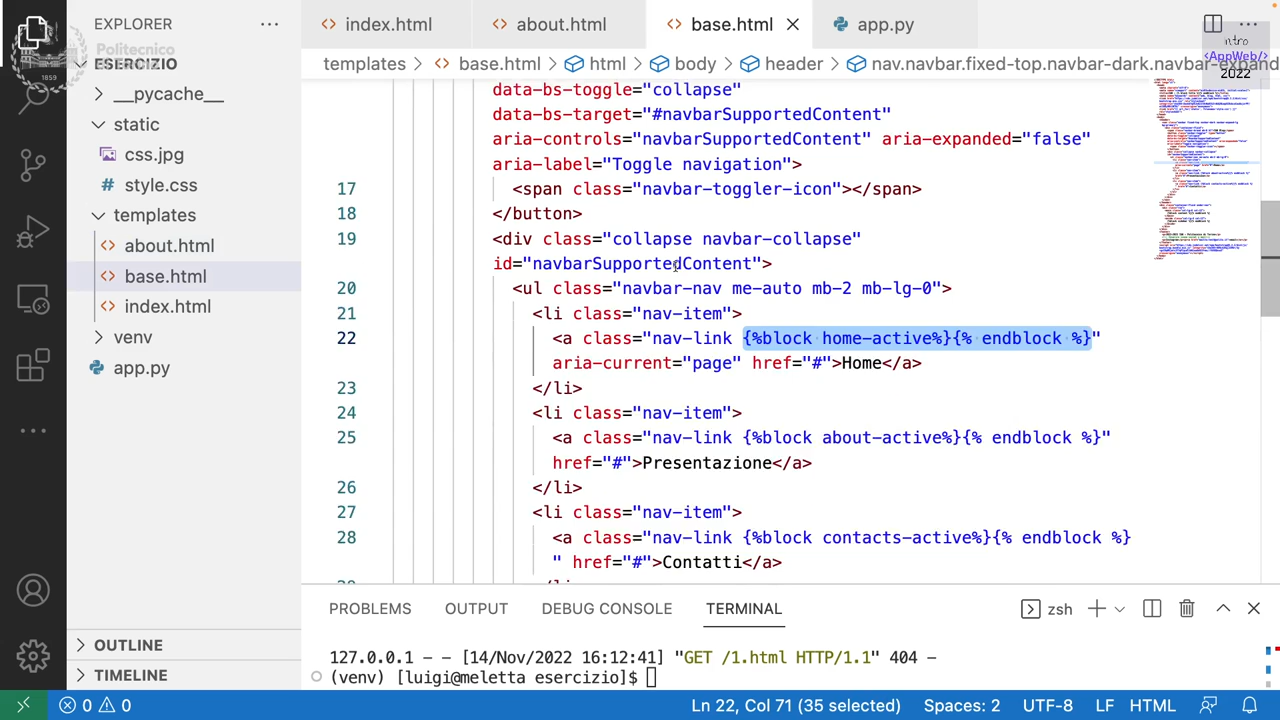 EXPLORER
index.html
about.html
base.html
app.py
Politecnico
1859
ntro
<AppWeb/>
2022
ESERCIZIO
templates
base.html
html
body
header
nav.navbar.fixed-top.navbar-dark.navbar-expand
__pycache__
static
css.jpg
style.css
templates
about.html
base.html
index.html
venv
app.py
OUTLINE
TIMELINE
data-bs-toggle="collapse"
data-bs-target="#navbarSupportedContent"
aria-controls="navbarSupportedContent" aria-expanded="false"
aria-label="Toggle navigation">
17 <span class="navbar-toggler-icon"></span>
18 </button>
19 <div class="collapse navbar-collapse"
id="navbarSupportedContent">
20 <ul class="navbar-nav me-auto mb-2 mb-lg-0">
21 <li class="nav-item">
22 <a class="nav-link {%block home-active%}{% endblock %}"
aria-current="page" href="#">Home</a>
23 </li>
24 <li class="nav-item">
25 <a class="nav-link {%block about-active%}{% endblock %}"
href="#">Presentazione</a>
26 </li>
27 <li class="nav-item">
28 <a class="nav-link {%block contacts-active%}{% endblock %}
" href="#">Contatti</a>
PROBLEMS OUTPUT DEBUG CONSOLE TERMINAL zsh
127.0.0.1 - - [14/Nov/2022 16:12:41] "GET /1.html HTTP/1.1" 404 -
(venv) [luigi@meletta esercizio]$
0 0 Ln 22, Col 71 (35 selected) Spaces: 2 UTF-8 LF HTML